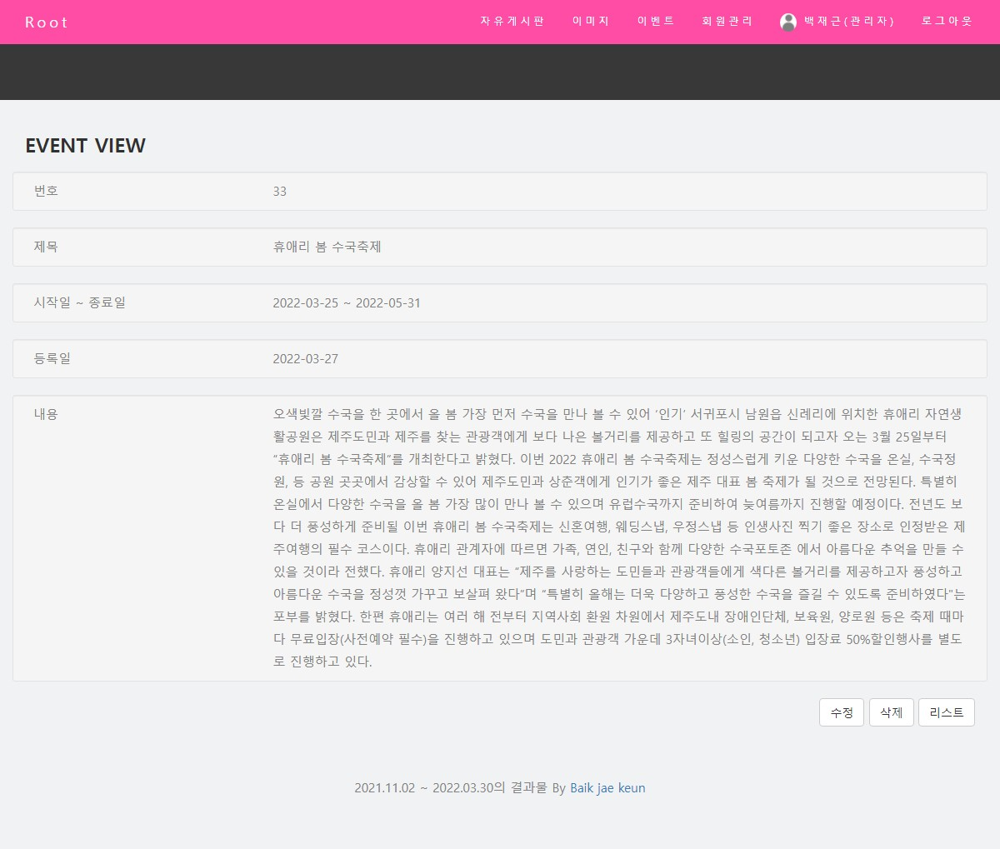 Root
자유게시판 이미지 이벤트 회원관리 백재근(관리자) 로그아웃
EVENT VIEW
번호 33
제목 휴애리 봄 수국축제
시작일 ~ 종료일 2022-03-25 ~ 2022-05-31
등록일 2022-03-27
내용 오색빛깔 수국을 한 곳에서 올 봄 가장 먼저 수국을 만나 볼 수 있어 ‘인기’ 서귀포시 남원읍 신례리에 위치한 휴애리 자연생
활공원은 제주도민과 제주를 찾는 관광객에게 보다 나은 볼거리를 제공하고 또 힐링의 공간이 되고자 오는 3월 25일부터
“휴애리 봄 수국축제”를 개최한다고 밝혔다. 이번 2022 휴애리 봄 수국축제는 정성스럽게 키운 다양한 수국을 온실, 수국정
원, 등 공원 곳곳에서 감상할 수 있어 제주도민과 상춘객에게 인기가 좋은 제주 대표 봄 축제가 될 것으로 전망된다. 특별히
온실에서 다양한 수국을 올 봄 가장 많이 만나 볼 수 있으며 유럽수국까지 준비하여 늦여름까지 진행할 예정이다. 전년도 보
다 더 풍성하게 준비될 이번 휴애리 봄 수국축제는 신혼여행, 웨딩스냅, 우정스냅 등 인생사진 찍기 좋은 장소로 인정받은 제
주여행의 필수 코스이다. 휴애리 관계자에 따르면 가족, 연인, 친구와 함께 다양한 수국포토존 에서 아름다운 추억을 만들 수
있을 것이라 전했다. 휴애리 양지선 대표는 “제주를 사랑하는 도민들과 관광객들에게 색다른 볼거리를 제공하고자 풍성하고
아름다운 수국을 정성껏 가꾸고 보살펴 왔다”며 “특별히 올해는 더욱 다양하고 풍성한 수국을 즐길 수 있도록 준비하였다”는
포부를 밝혔다. 한편 휴애리는 여러 해 전부터 지역사회 환원 차원에서 제주도내 장애인단체, 보육원, 양로원 등은 축제 때마
다 무료입장(사전예약 필수)을 진행하고 있으며 도민과 관광객 가운데 3자녀이상(소인, 청소년) 입장료 50%할인행사를 별도
로 진행하고 있다.
수정 삭제 리스트
2021.11.02 ~ 2022.03.30의 결과물 By Baik jae keun